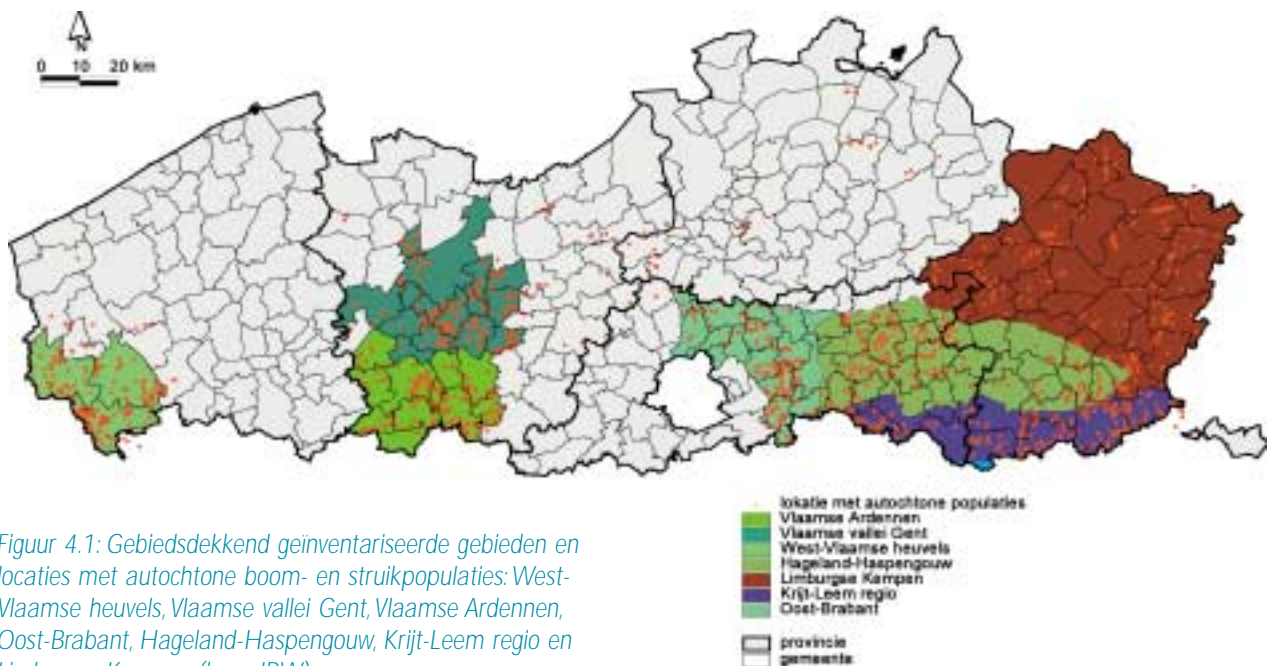 N
0 10 20 km
lokatie met autochtone populaties
Vlaamse Ardennen
Vlaamse vallei Gent
West-Vlaamse heuvels
Hageland-Haspengouw
Limburgse Kempen
Krijt-Leem regio
Oost-Brabant
provincie
gemeente
Figuur 4.1: Gebiedsdekkend geïnventariseerde gebieden en
locaties met autochtone boom- en struikpopulaties: West-
Vlaamse heuvels, Vlaamse vallei Gent, Vlaamse Ardennen,
Oost-Brabant, Hageland-Haspengouw, Krijt-Leem regio en